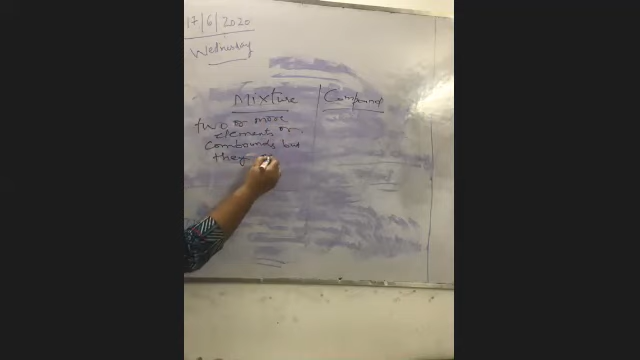 17/6/2020
Wednesday
Mixture
Compound
two or more
elements or
compounds but
they